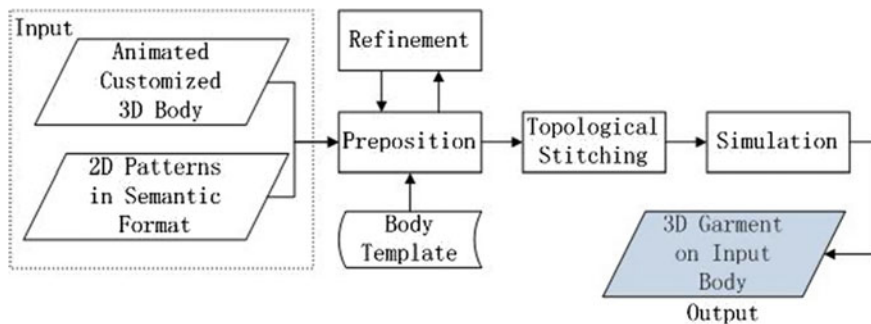 Input
Animated
Customized
3D Body
2D Patterns
in Semantic
Format
Refinement
Preposition
Body
Template
Topological
Stitching
Simulation
3D Garment
on Input
Body
Output